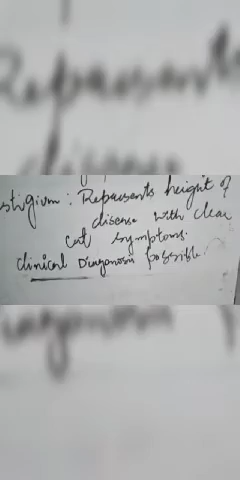 stigium: Represents height of
disease with clear
cut symptoms.
clinical Diagnosis possible.